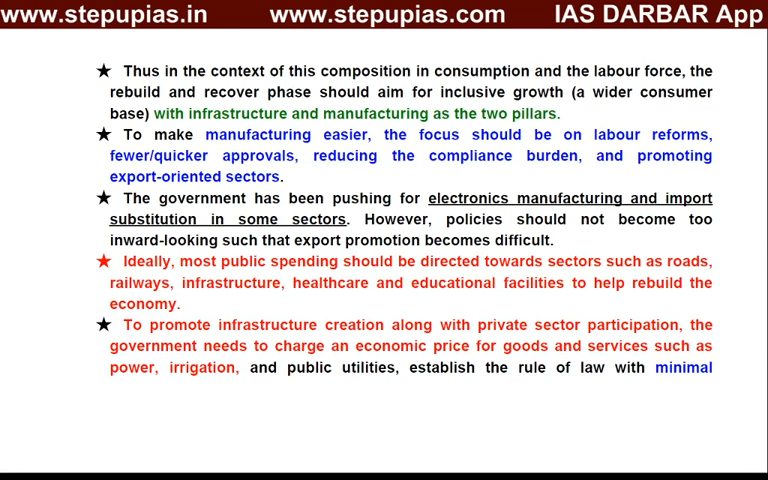 www.stepupias.in www.stepupias.com IAS DARBAR App
★ Thus in the context of this composition in consumption and the labour force, the
rebuild and recover phase should aim for inclusive growth (a wider consumer
base) with infrastructure and manufacturing as the two pillars.
★ To make manufacturing easier, the focus should be on labour reforms,
fewer/quicker approvals, reducing the compliance burden, and promoting
export-oriented sectors.
★ The government has been pushing for electronics manufacturing and import
substitution in some sectors. However, policies should not become too
inward-looking such that export promotion becomes difficult.
★ Ideally, most public spending should be directed towards sectors such as roads,
railways, infrastructure, healthcare and educational facilities to help rebuild the
economy.
★ To promote infrastructure creation along with private sector participation, the
government needs to charge an economic price for goods and services such as
power, irrigation, and public utilities, establish the rule of law with minimal